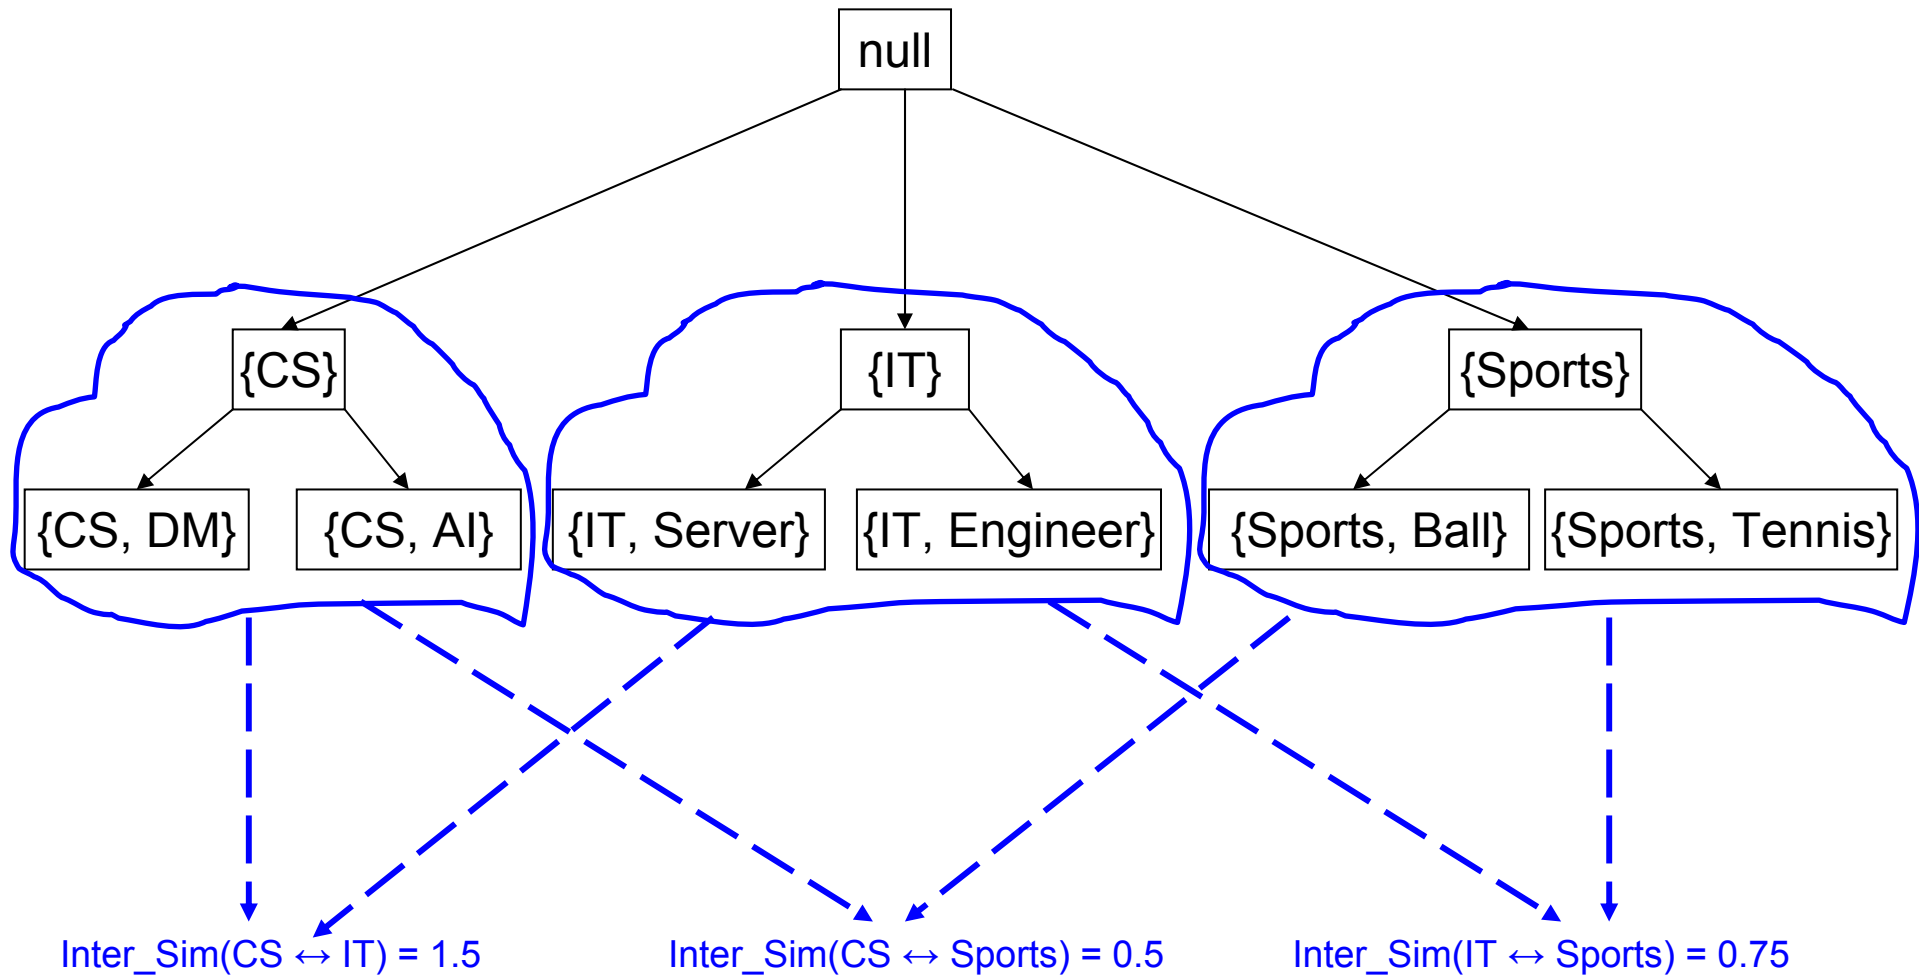 null
{CS}
{IT}
{Sports}
{CS, DM}
{CS, AI}
{IT, Server}
{IT, Engineer}
{Sports, Ball}
{Sports, Tennis}
Inter_Sim(CS ↔ IT) = 1.5
Inter_Sim(CS ↔ Sports) = 0.5
Inter_Sim(IT ↔ Sports) = 0.75